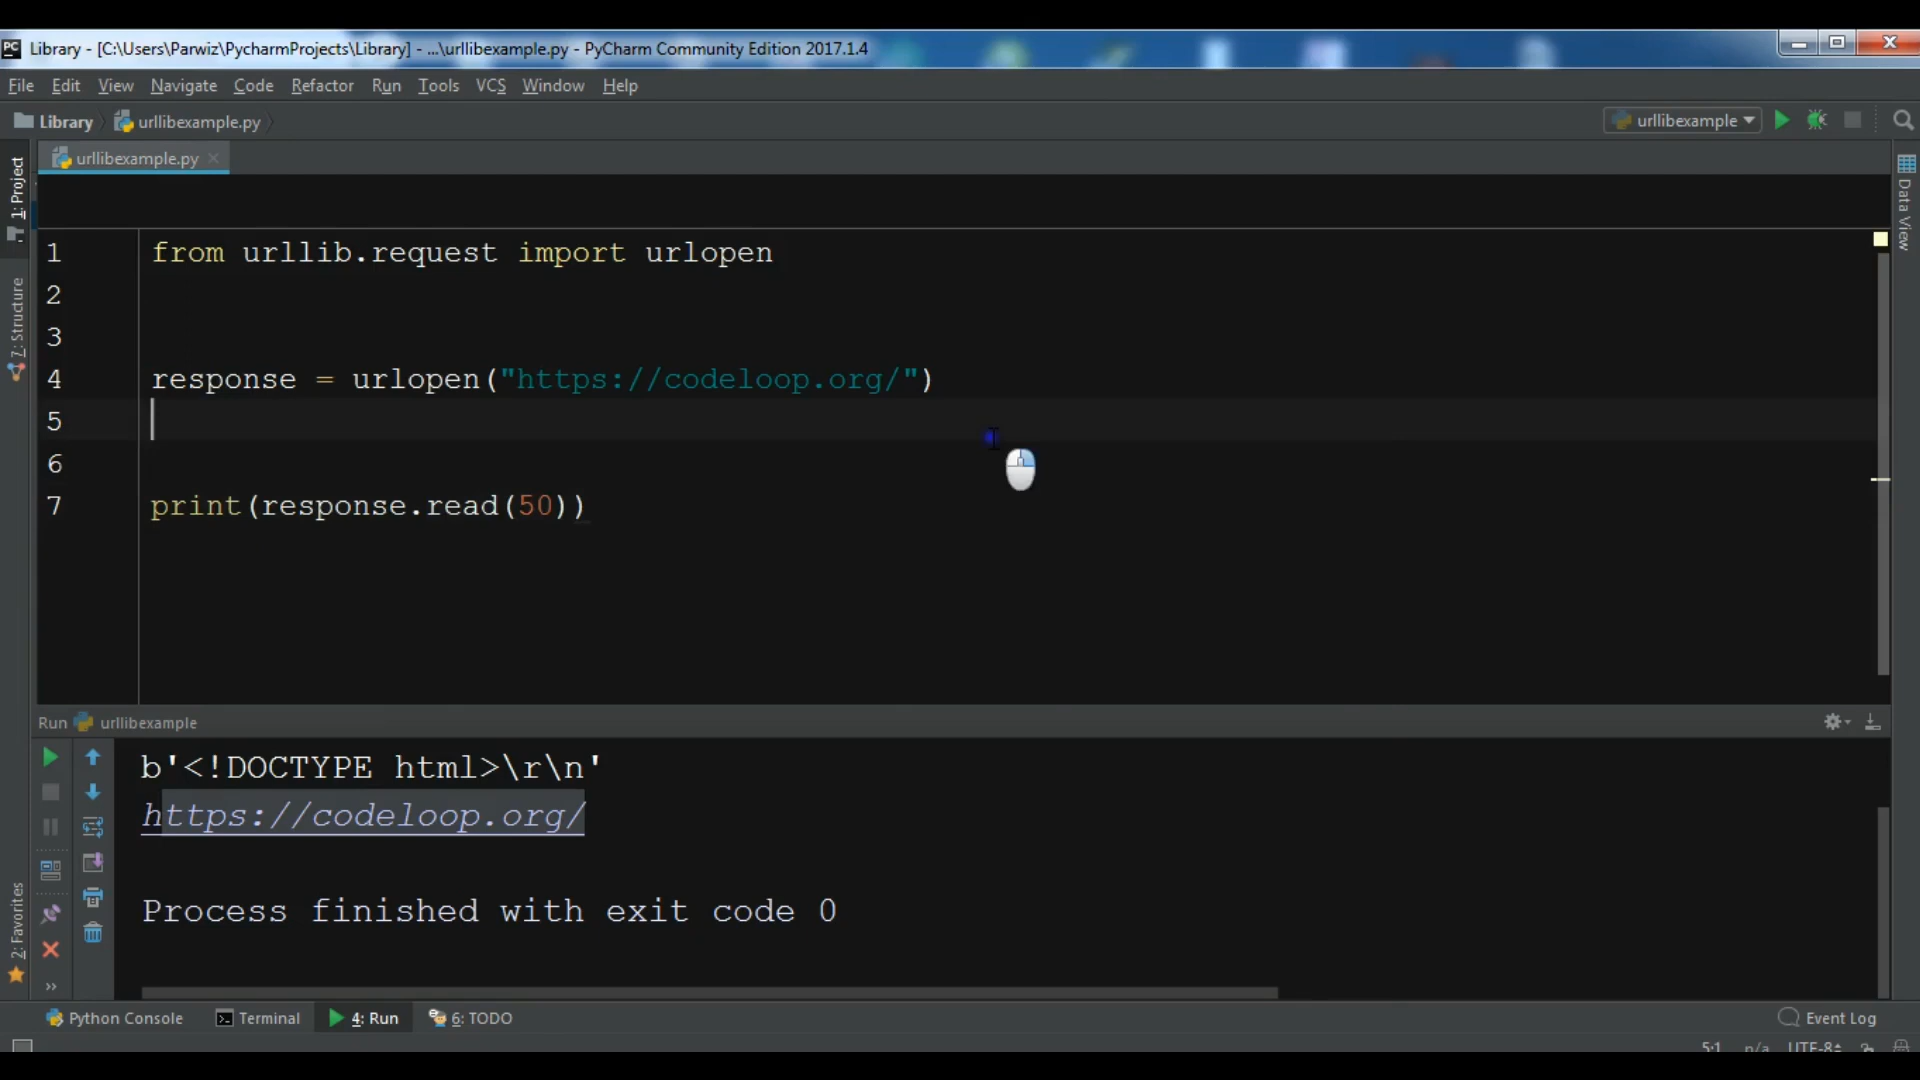 PC Library - [C:\Users\Parwiz\PycharmProjects\Library] - ...\urllibexample.py - PyCharm Community Edition 2017.1.4
File Edit View Navigate Code Refactor Run Tools VCS Window Help
Library urllibexample.py urllibexample
urllibexample.py
1: Project
7: Structure
2: Favorites
Data View
1 from urllib.request import urlopen
2
3
4 response = urlopen("https://codeloop.org/")
5
6
7 print(response.read(50))
Run urllibexample
b'<!DOCTYPE html>\r\n'
https://codeloop.org/
Process finished with exit code 0
Python Console Terminal 4: Run 6: TODO Event Log
5:1 n/a UTF-8